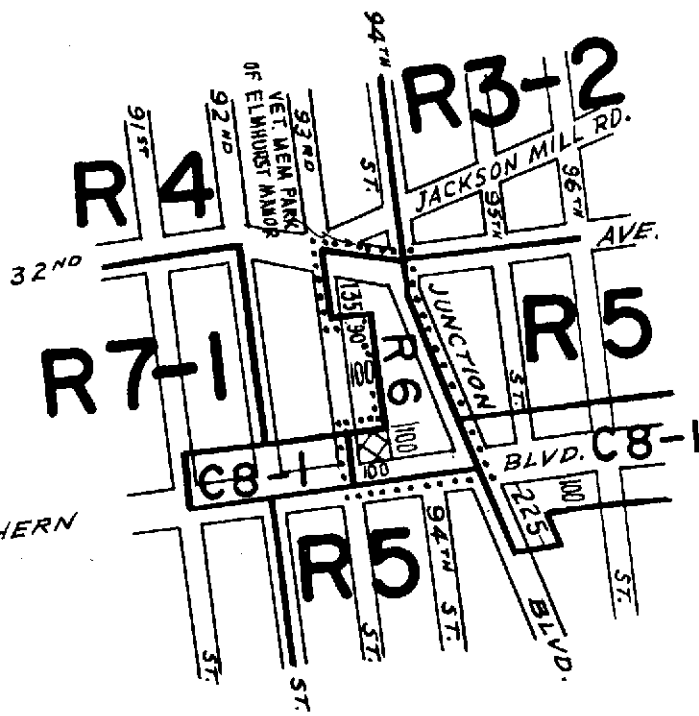 R3-2
94TH
ST.
JACKSON MILL RD.
95TH
96TH
91ST
92ND
VET. MEM PARK
OF ELMHURST MANOR
93RD
R4
32ND
AVE.
135
90
100
R6
JUNCTION
R5
ST.
R7-1
C8-1
100
100
BLVD.
C8-1
225
100
HERN
R5
94TH
ST.
BLVD.
ST.
ST.
ST.
ST.